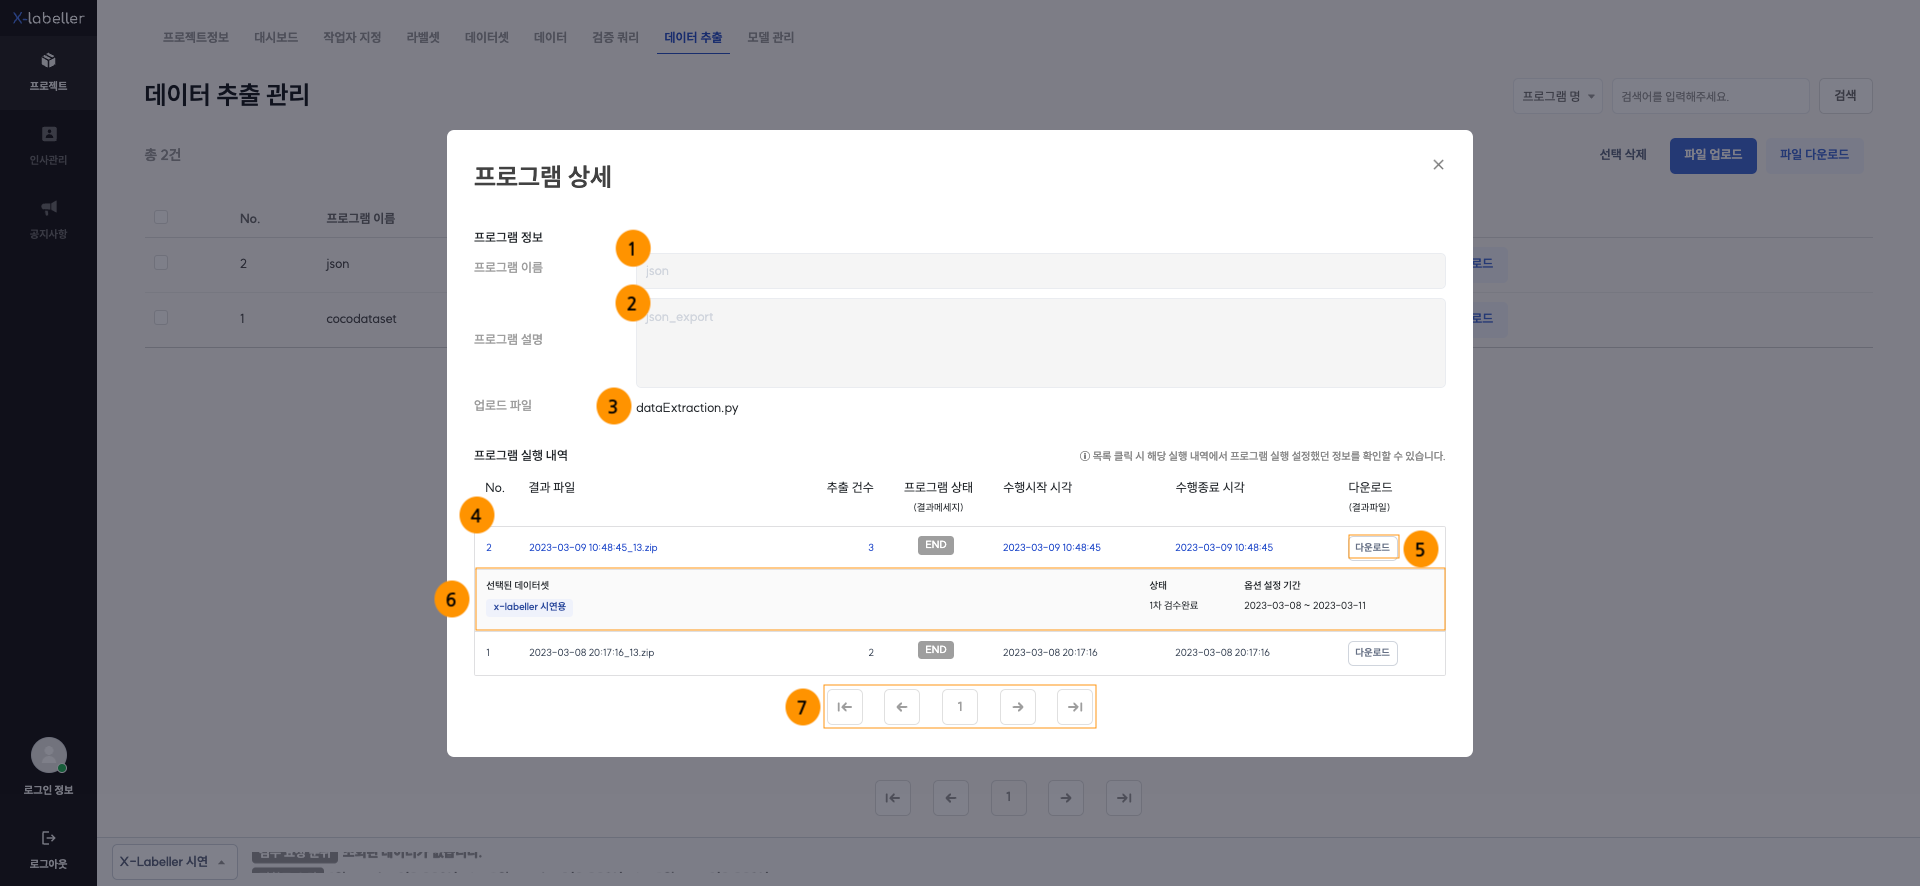 X-labeller
프로젝트정보 대시보드 작업자 지정 라벨셋 데이터셋 데이터 검증 쿼리 데이터 추출 모델 관리
프로젝트
인사관리
공지사항
로그인 정보
로그아웃
데이터 추출 관리
프로그램 명 검색어를 입력해주세요. 검색
총 2건
선택 삭제 파일 업로드 파일 다운로드
No. 프로그램 이름
2 json 로드
1 cocodataset 로드
프로그램 상세
프로그램 정보
1
프로그램 이름 json
2
프로그램 설명 json_export
업로드 파일 3 dataExtraction.py
프로그램 실행 내역 목록 클릭 시 해당 실행 내역에서 프로그램 실행 설정했던 정보를 확인할 수 있습니다.
No. 결과 파일 추출 건수 프로그램 상태 수행시작 시각 수행종료 시각 다운로드
(결과메세지) (결과파일)
4
2 2023-03-09 10:48:45_13.zip 3 END 2023-03-09 10:48:45 2023-03-09 10:48:45 다운로드 5
6
선택된 데이터셋 상태 옵션 설정 기간
x-labeller 시연용 1차 검수완료 2023-03-08 ~ 2023-03-11
1 2023-03-08 20:17:16_13.zip 2 END 2023-03-08 20:17:16 2023-03-08 20:17:16 다운로드
7 1
1
X-Labeller 시연